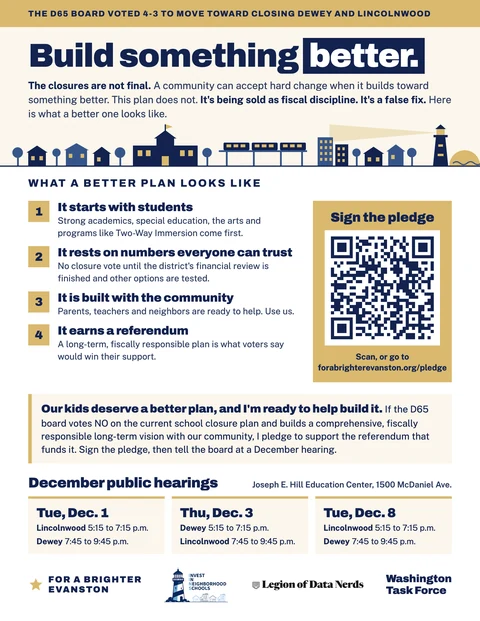 THE D65 BOARD VOTED 4-3 TO MOVE TOWARD CLOSING DEWEY AND LINCOLNWOOD
Build something better.
The closures are not final. A community can accept hard change when it builds toward
something better. This plan does not. It's being sold as fiscal discipline. It's a false fix. Here
is what a better one looks like.
WHAT A BETTER PLAN LOOKS LIKE
1 It starts with students
Strong academics, special education, the arts and
programs like Two-Way Immersion come first.
2 It rests on numbers everyone can trust
No closure vote until the district's financial review is
finished and other options are tested.
3 It is built with the community
Parents, teachers and neighbors are ready to help. Use us.
4 It earns a referendum
A long-term, fiscally responsible plan is what voters say
would win their support.
Sign the pledge
Scan, or go to
forabrighterevanston.org/pledge
Our kids deserve a better plan, and I'm ready to help build it. If the D65
board votes NO on the current school closure plan and builds a comprehensive, fiscally
responsible long-term vision with our community, I pledge to support the referendum that
funds it. Sign the pledge, then tell the board at a December hearing.
December public hearings
Joseph E. Hill Education Center, 1500 McDaniel Ave.
Tue, Dec. 1
Lincolnwood 5:15 to 7:15 p.m.
Dewey 7:45 to 9:45 p.m.
Thu, Dec. 3
Dewey 5:15 to 7:15 p.m.
Lincolnwood 7:45 to 9:45 p.m.
Tue, Dec. 8
Lincolnwood 5:15 to 7:15 p.m.
Dewey 7:45 to 9:45 p.m.
FOR A BRIGHTER
EVANSTON
INVEST
IN
NEIGHBORHOOD
SCHOOLS
Legion of Data Nerds
Washington
Task Force